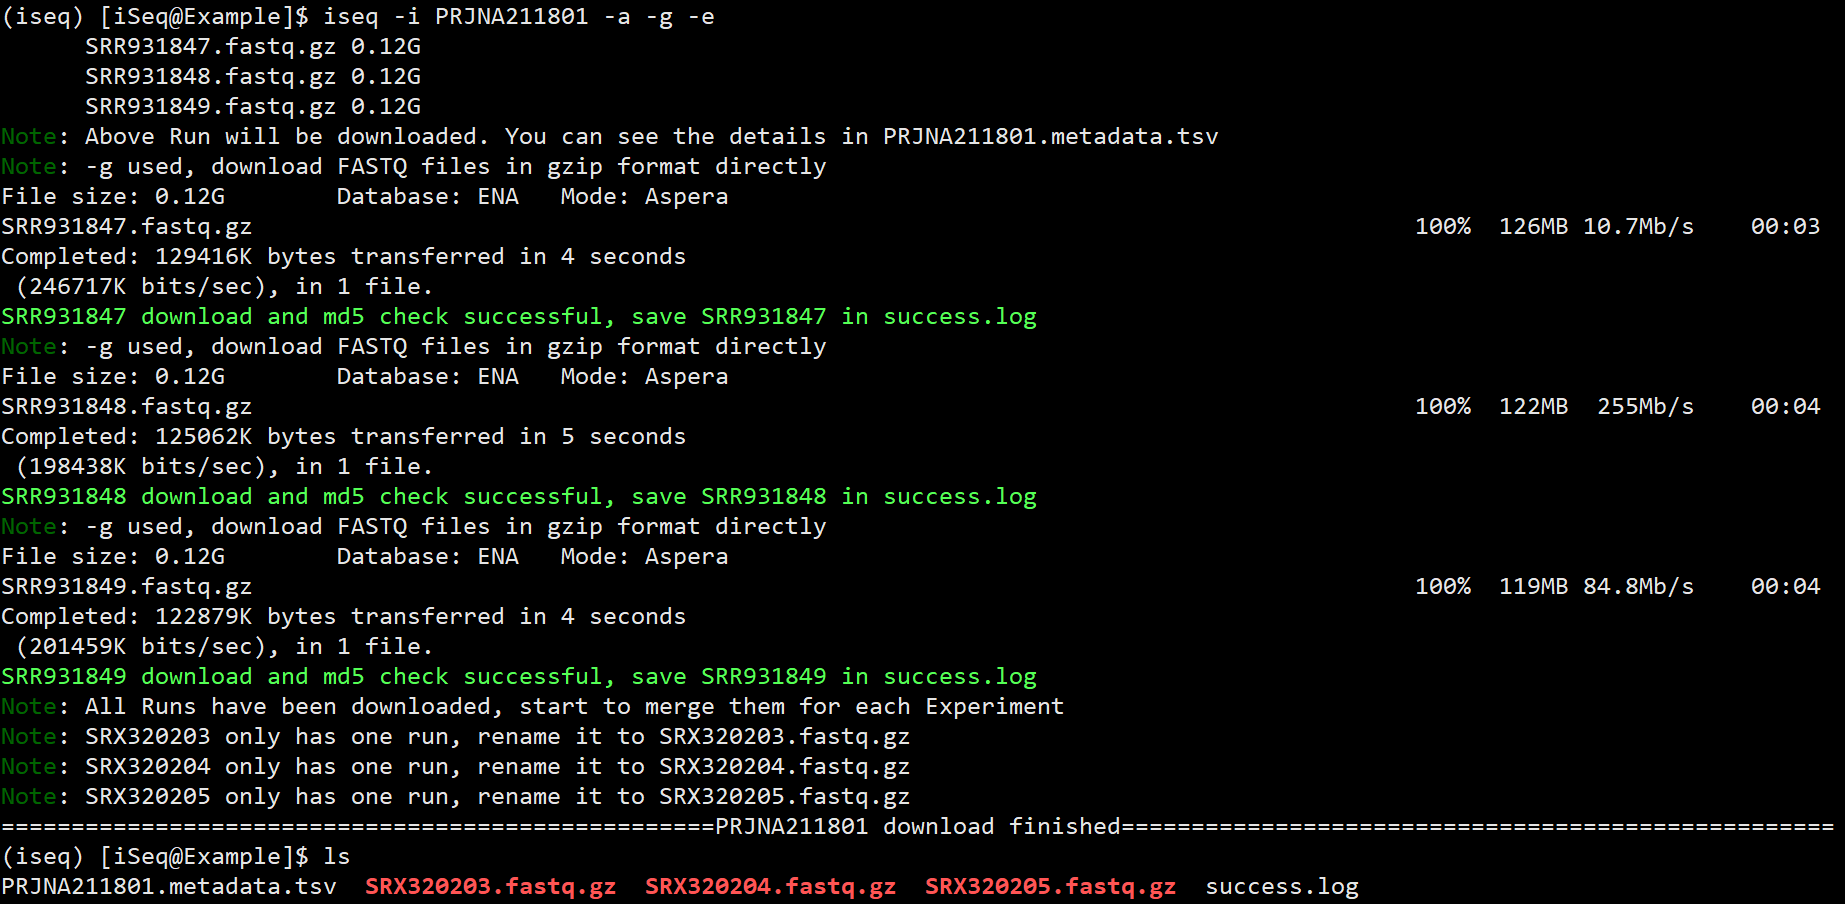 (iseq) [iSeq@Example]$ iseq -i PRJNA211801 -a -g -e
      SRR931847.fastq.gz 0.12G
      SRR931848.fastq.gz 0.12G
      SRR931849.fastq.gz 0.12G
Note: Above Run will be downloaded. You can see the details in PRJNA211801.metadata.tsv
Note: -g used, download FASTQ files in gzip format directly
File size: 0.12G        Database: ENA   Mode: Aspera
SRR931847.fastq.gz                                                                                   100%  126MB 10.7Mb/s    00:03
Completed: 129416K bytes transferred in 4 seconds
 (246717K bits/sec), in 1 file.
SRR931847 download and md5 check successful, save SRR931847 in success.log
Note: -g used, download FASTQ files in gzip format directly
File size: 0.12G        Database: ENA   Mode: Aspera
SRR931848.fastq.gz                                                                                   100%  122MB  255Mb/s    00:04
Completed: 125062K bytes transferred in 5 seconds
 (198438K bits/sec), in 1 file.
SRR931848 download and md5 check successful, save SRR931848 in success.log
Note: -g used, download FASTQ files in gzip format directly
File size: 0.12G        Database: ENA   Mode: Aspera
SRR931849.fastq.gz                                                                                   100%  119MB 84.8Mb/s    00:04
Completed: 122879K bytes transferred in 4 seconds
 (201459K bits/sec), in 1 file.
SRR931849 download and md5 check successful, save SRR931849 in success.log
Note: All Runs have been downloaded, start to merge them for each Experiment
Note: SRX320203 only has one run, rename it to SRX320203.fastq.gz
Note: SRX320204 only has one run, rename it to SRX320204.fastq.gz
Note: SRX320205 only has one run, rename it to SRX320205.fastq.gz
===================================================PRJNA211801 download finished===================================================
(iseq) [iSeq@Example]$ ls
PRJNA211801.metadata.tsv  SRX320203.fastq.gz  SRX320204.fastq.gz  SRX320205.fastq.gz  success.log